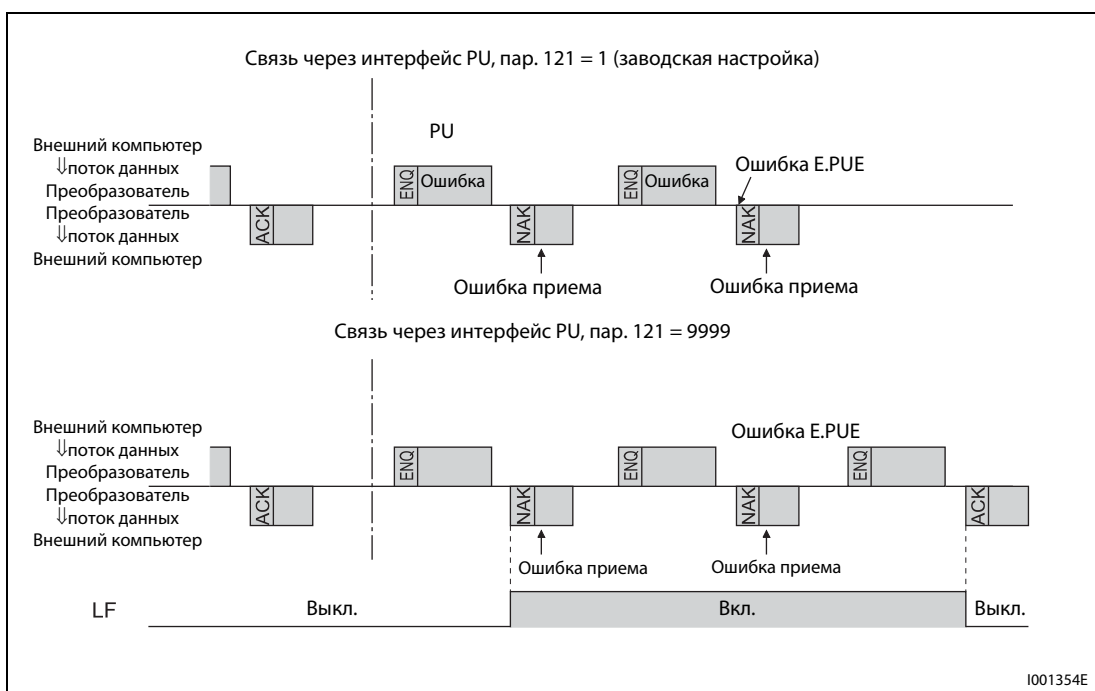 Связь через интерфейс PU, пар. 121 = 1 (заводская настройка)
PU
Внешний компьютер
⇓поток данных
Преобразователь
Преобразователь
⇓поток данных
Внешний компьютер
ACK
ENQ
Ошибка
NAK
ENQ
Ошибка
Ошибка E.PUE
NAK
Ошибка приема
Ошибка приема
Связь через интерфейс PU, пар. 121 = 9999
Внешний компьютер
⇓поток данных
Преобразователь
Преобразователь
⇓поток данных
Внешний компьютер
ACK
ENQ
NAK
ENQ
Ошибка E.PUE
NAK
ENQ
ACK
Ошибка приема
Ошибка приема
LF
Выкл.
Вкл.
Выкл.
I001354E